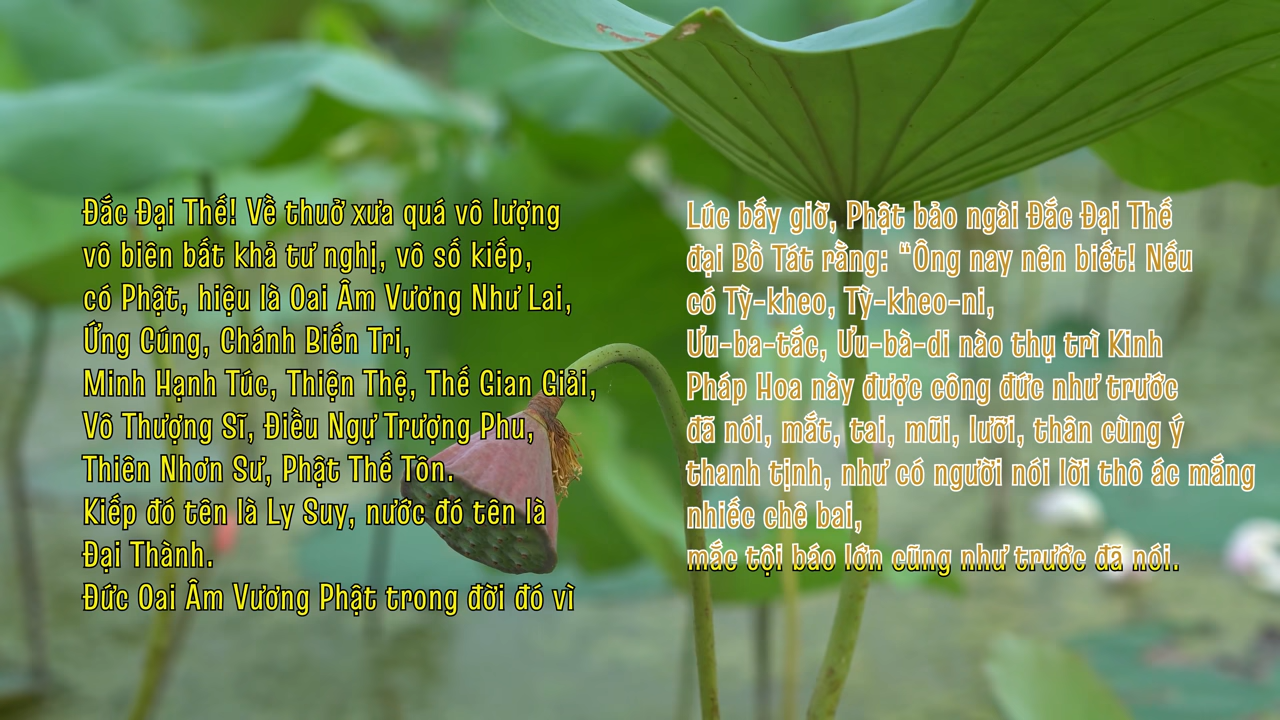 Đắc Đại Thế! Về thuở xưa quá vô lượng
vô biên bất khả tư nghị, vô số kiếp,
có Phật, hiệu là Oai Âm Vương Như Lai,
Ứng Cúng, Chánh Biến Tri,
Minh Hạnh Túc, Thiện Thệ, Thế Gian Giải,
Vô Thượng Sĩ, Điều Ngự Trượng Phu,
Thiên Nhơn Sư, Phật Thế Tôn.
Kiếp đó tên là Ly Suy, nước đó tên là
Đại Thành.
Đức Oai Âm Vương Phật trong đời đó vì
Lúc bấy giờ, Phật bảo ngài Đắc Đại Thế
đại Bồ Tát rằng: “Ông nay nên biết! Nếu
có Tỳ-kheo, Tỳ-kheo-ni,
Ưu-ba-tắc, Ưu-bà-di nào thụ trì Kinh
Pháp Hoa này được công đức như trước
đã nói, mắt, tai, mũi, lưỡi, thân cùng ý
thanh tịnh, như có người nói lời thô ác mắng
nhiếc chê bai,
mắc tội báo lớn cũng như trước đã nói.